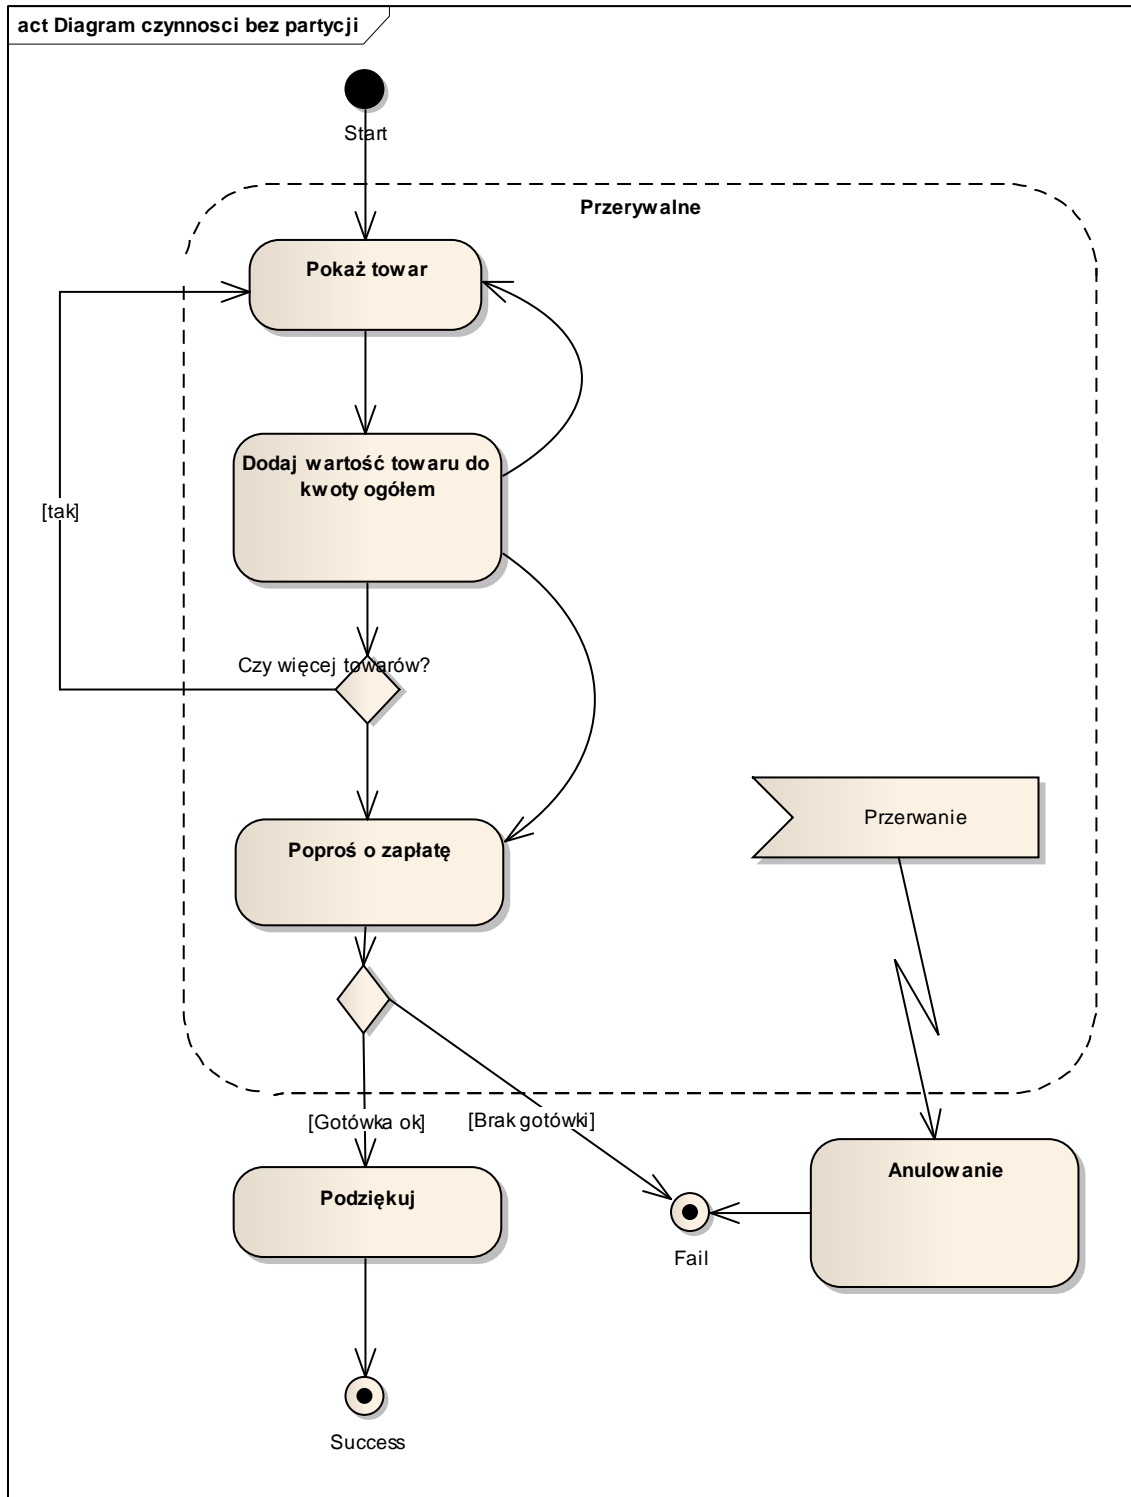 act Diagram czynnosci bez partycji
Start
Przerywalne
Pokaż towar
Dodaj wartość towaru do
kwoty ogółem
[tak]
Czy więcej towarów?
Przerwanie
Poproś o zapłatę
[Gotówka ok]
[Brak gotówki]
Anulowanie
Podziękuj
Fail
Success